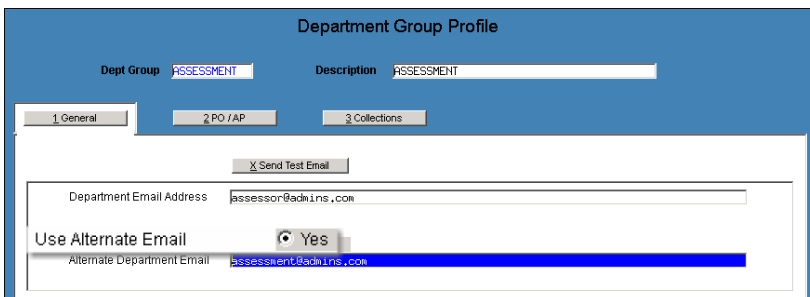 Department Group Profile
Dept Group ASSESSMENT Description ASSESSMENT
1 General 2 PO / AP 3 Collections
X Send Test Email
Department Email Address assessor@admins.com
Use Alternate Email Yes
Alternate Department Email assessment@admins.com